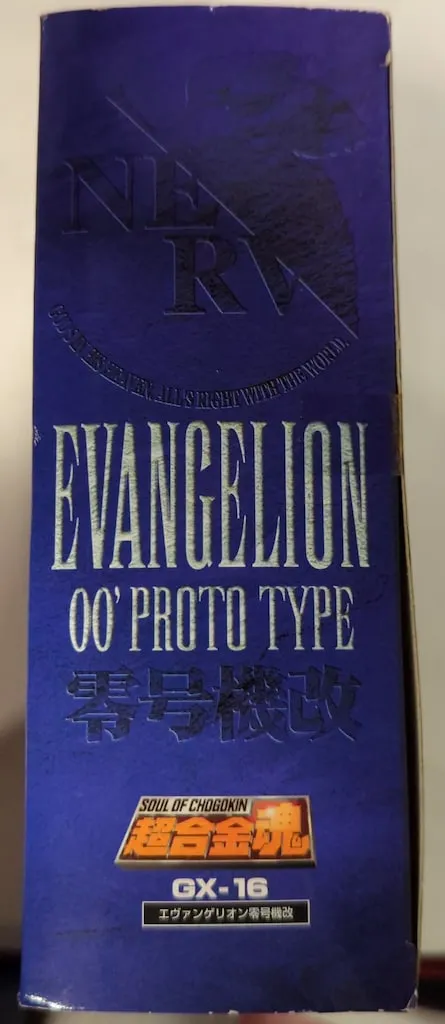 NERV
GOD'S IN HIS HEAVEN. ALL'S RIGHT WITH THE WORLD.
EVANGELION
00' PROTO TYPE
零号機改
SOUL OF CHOGOKIN
超合金魂
GX-16
エヴァンゲリオン零号機改